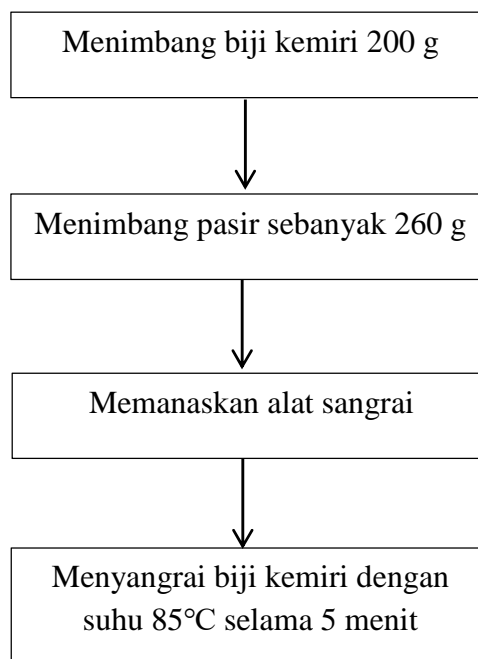 Menimbang biji kemiri 200 g
Menimbang pasir sebanyak 260 g
Memanaskan alat sangrai
Menyangrai biji kemiri dengan
suhu 85°C selama 5 menit